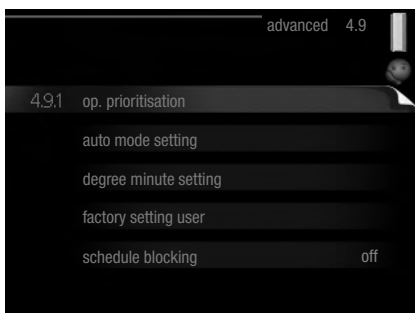 advanced 4.9
4.9.1 op. prioritisation
auto mode setting
degree minute setting
factory setting user
schedule blocking off